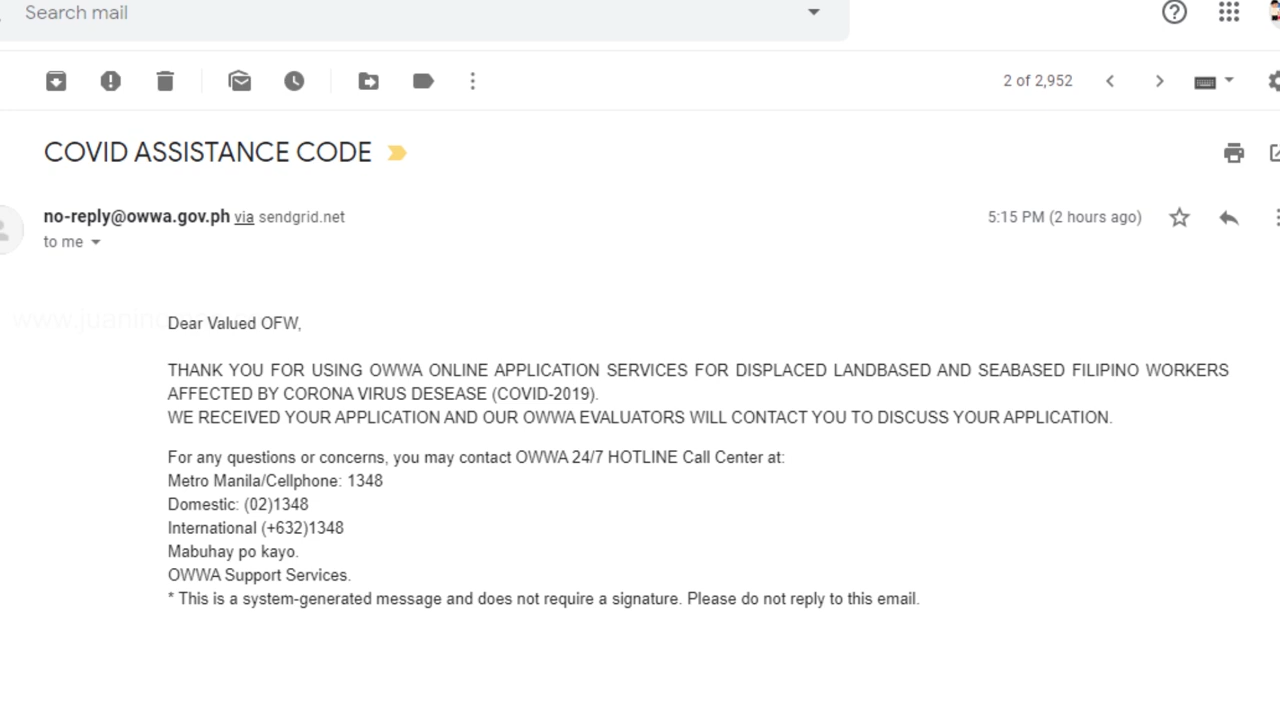 Search mail
2 of 2,952
COVID ASSISTANCE CODE
no-reply@owwa.gov.ph via sendgrid.net
5:15 PM (2 hours ago)
to me
Dear Valued OFW,
THANK YOU FOR USING OWWA ONLINE APPLICATION SERVICES FOR DISPLACED LANDBASED AND SEABASED FILIPINO WORKERS
AFFECTED BY CORONA VIRUS DESEASE (COVID-2019).
WE RECEIVED YOUR APPLICATION AND OUR OWWA EVALUATORS WILL CONTACT YOU TO DISCUSS YOUR APPLICATION.
For any questions or concerns, you may contact OWWA 24/7 HOTLINE Call Center at:
Metro Manila/Cellphone: 1348
Domestic: (02)1348
International (+632)1348
Mabuhay po kayo.
OWWA Support Services.
* This is a system-generated message and does not require a signature. Please do not reply to this email.